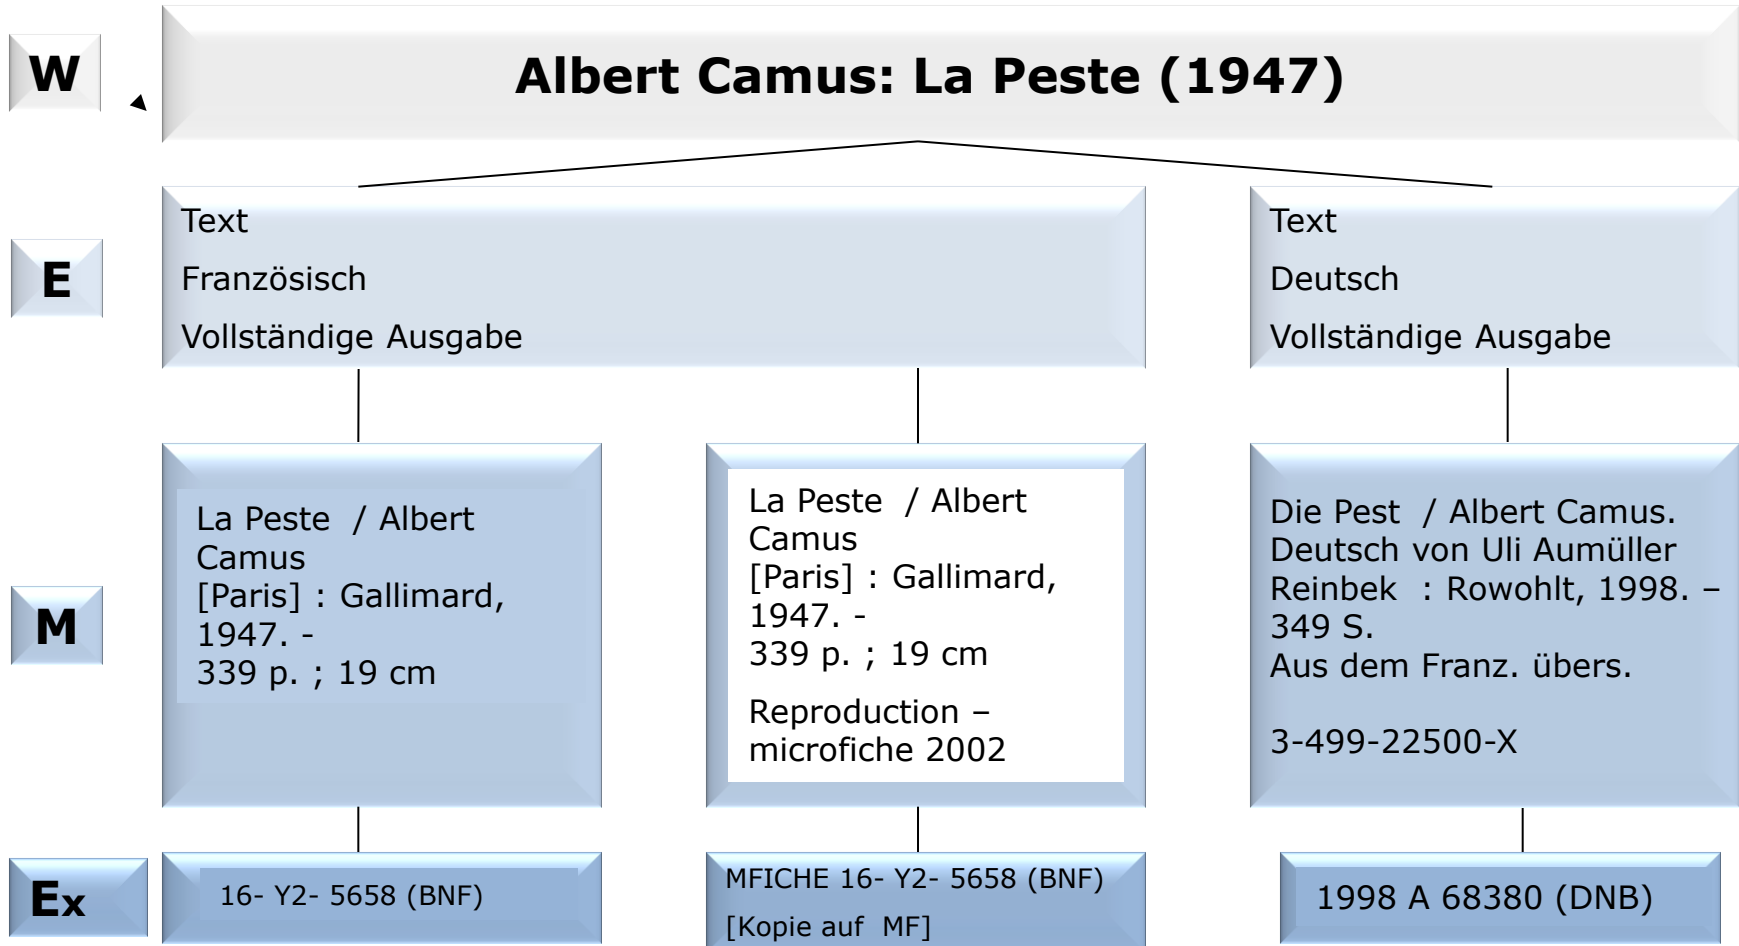 W
Albert Camus: La Peste (1947)
E
Text
Französisch
Vollständige Ausgabe
Text
Deutsch
Vollständige Ausgabe
M
La Peste / Albert
Camus
[Paris] : Gallimard,
1947. -
339 p. ; 19 cm
La Peste / Albert
Camus
[Paris] : Gallimard,
1947. -
339 p. ; 19 cm
Reproduction –
microfiche 2002
Die Pest / Albert Camus.
Deutsch von Uli Aumüller
Reinbek : Rowohlt, 1998. –
349 S.
Aus dem Franz. übers.
3-499-22500-X
Ex
16- Y2- 5658 (BNF)
MFICHE 16- Y2- 5658 (BNF)
[Kopie auf MF]
1998 A 68380 (DNB)